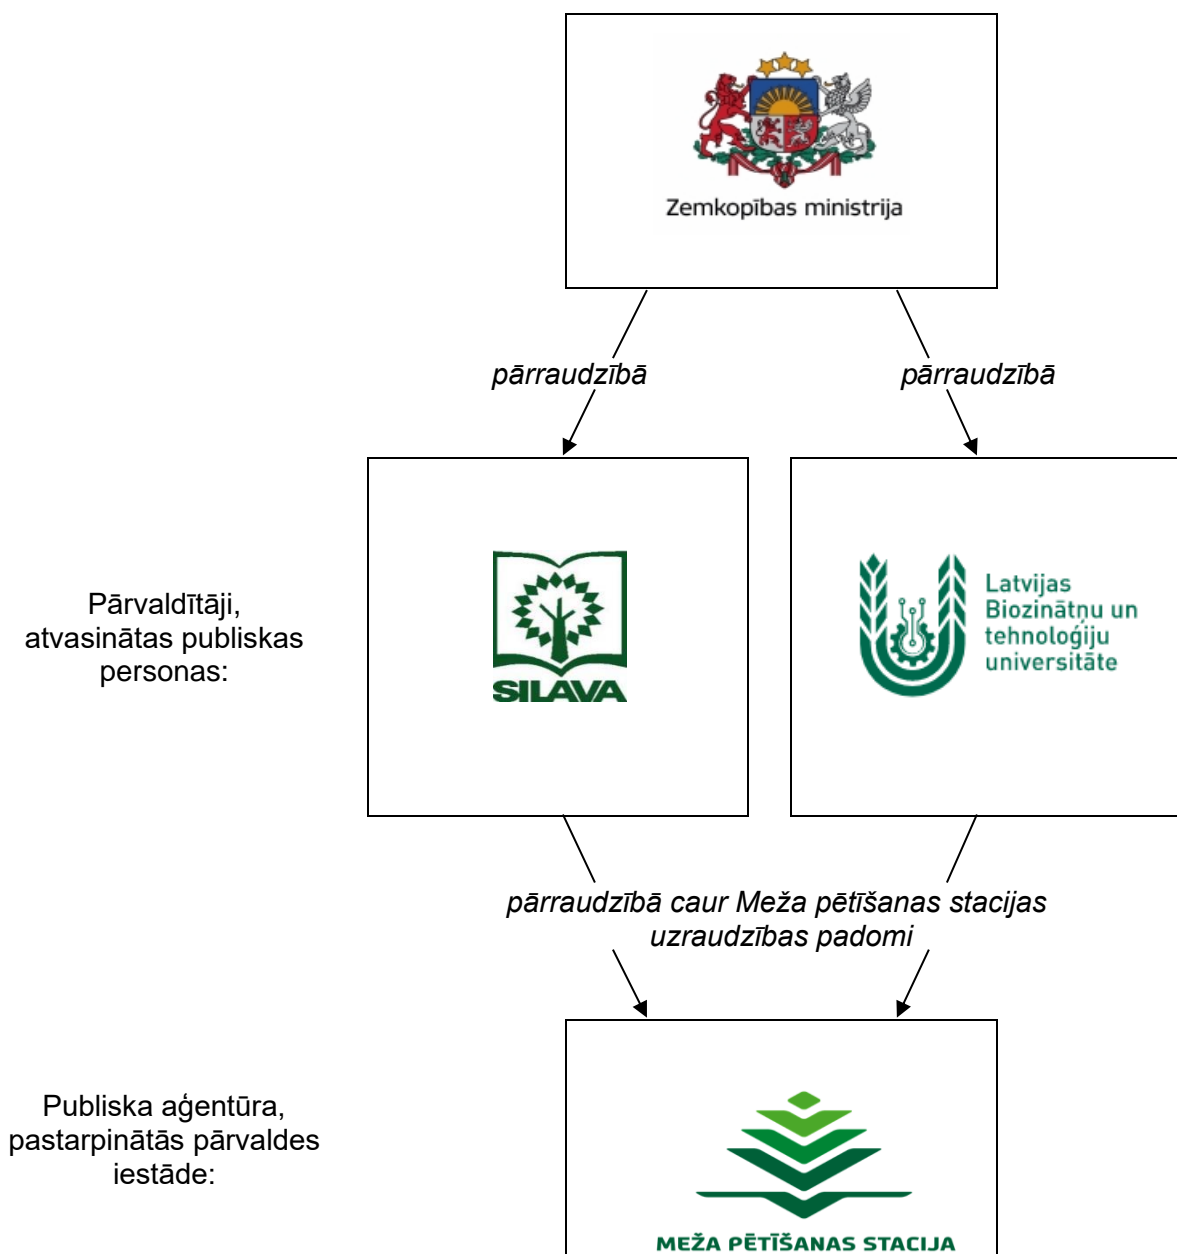 Zemkopības ministrija
pārraudzībā
pārraudzībā
Pārvaldītāji,
atvasinātas publiskas
personas:
SILAVA
Latvijas
Biozinātņu un
tehnoloģiju
universitāte
pārraudzībā caur Meža pētīšanas stacijas
uzraudzības padomi
Publiska aģentūra,
pastarpinātās pārvaldes
iestāde:
MEŽA PĒTĪŠANAS STACIJA